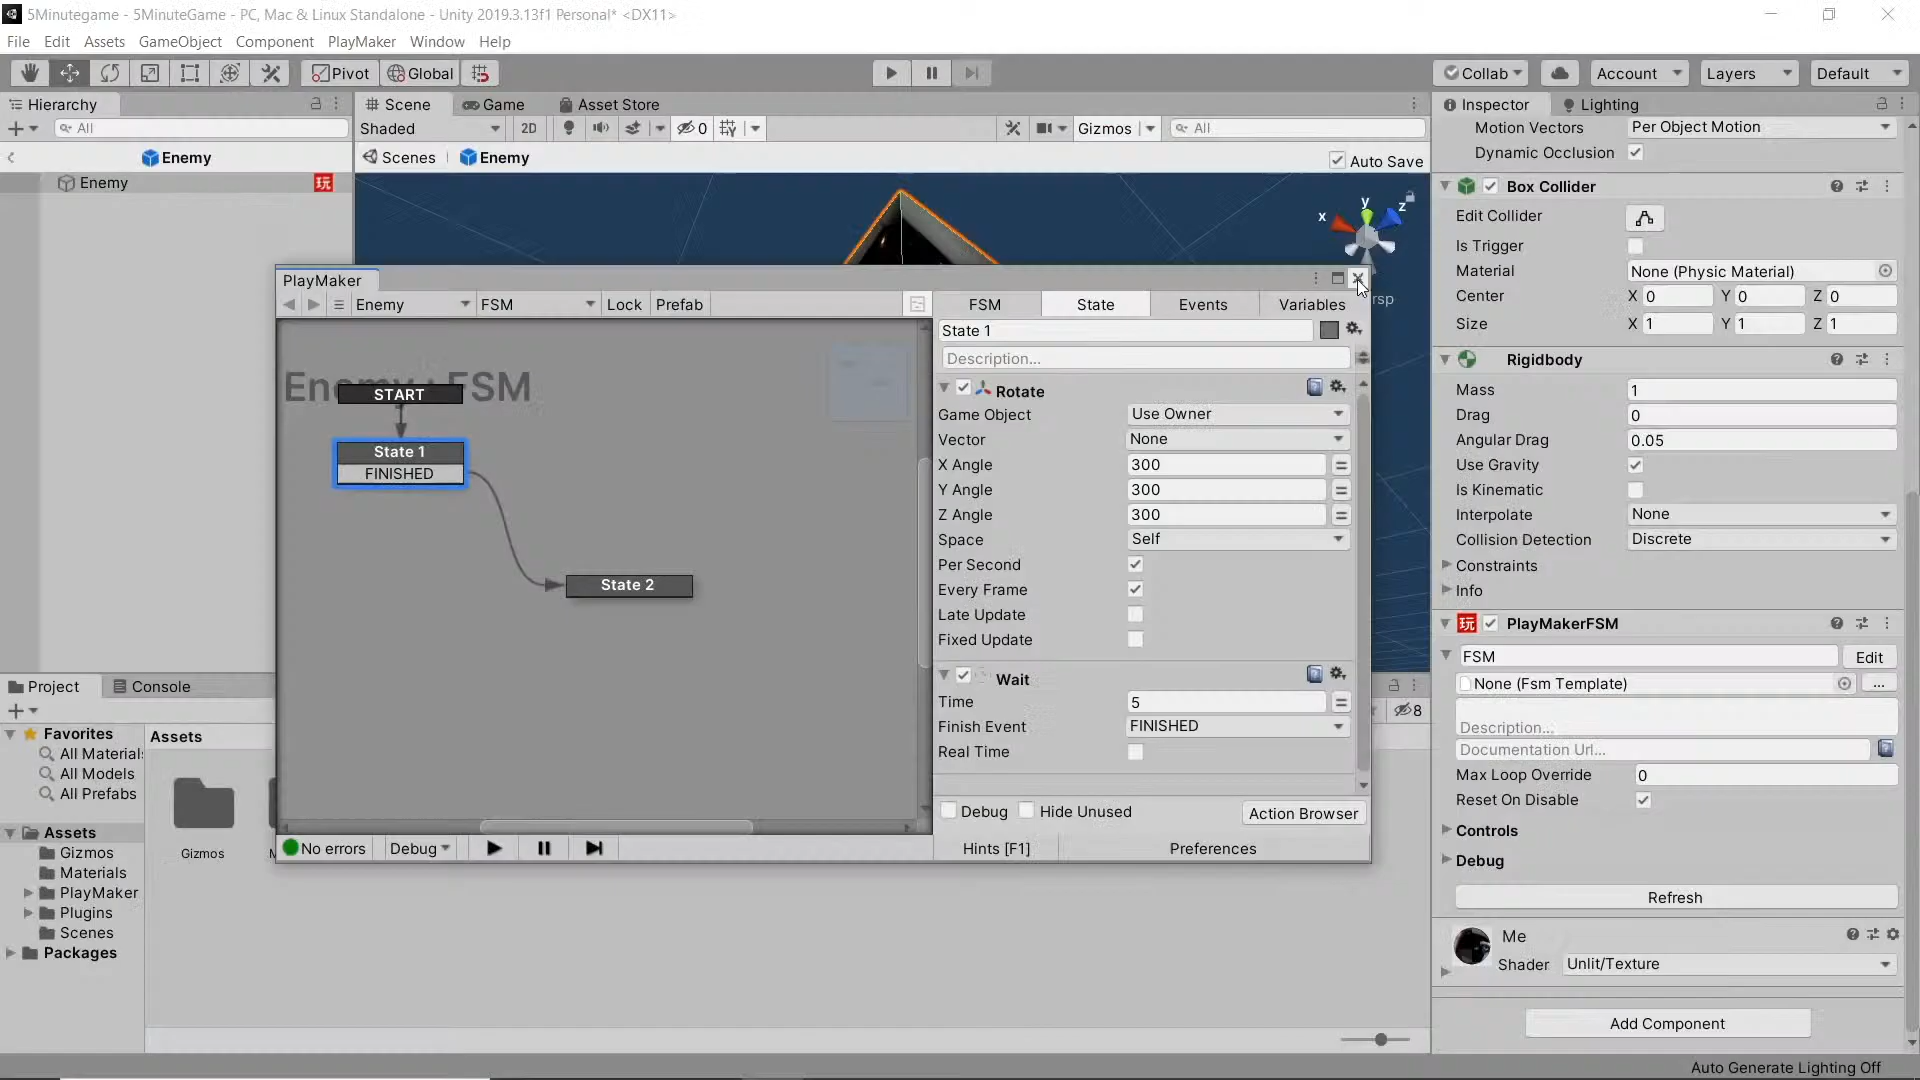 5Minutegame - 5MinuteGame - PC, Mac & Linux Standalone - Unity 2019.3.13f1 Personal* <DX11>
File Edit Assets GameObject Component PlayMaker Window Help
Pivot Global Collab Account Layers Default
Hierarchy Scene Game Asset Store Inspector Lighting
All Shaded 2D 0 Gizmos All
Motion Vectors Per Object Motion
Dynamic Occlusion
Enemy Scenes Enemy Auto Save
Enemy 玩
Box Collider
Edit Collider
Is Trigger
Material None (Physic Material)
Center X 0 Y 0 Z 0
Size X 1 Y 1 Z 1
x y z
rsp
PlayMaker
Enemy FSM Lock Prefab FSM State Events Variables
State 1
Description...
Enemy : FSM
START
State 1
FINISHED
State 2
Rotate
Game Object Use Owner
Vector None
X Angle 300
Y Angle 300
Z Angle 300
Space Self
Per Second
Every Frame
Late Update
Fixed Update
Wait
Time 5
Finish Event FINISHED
Real Time
Debug Hide Unused Action Browser
No errors Debug Hints [F1] Preferences
Rigidbody
Mass 1
Drag 0
Angular Drag 0.05
Use Gravity
Is Kinematic
Interpolate None
Collision Detection Discrete
Constraints
Info
玩 PlayMakerFSM
FSM Edit
None (Fsm Template) ...
Description...
Documentation Url...
Max Loop Override 0
Reset On Disable
Controls
Debug
Refresh
Me
Shader Unlit/Texture
Add Component
Project Console
8
Favorites
All Material
All Models
All Prefabs
Assets
Gizmos
Materials
PlayMaker
Plugins
Scenes
Packages
Assets
Gizmos
Auto Generate Lighting Off